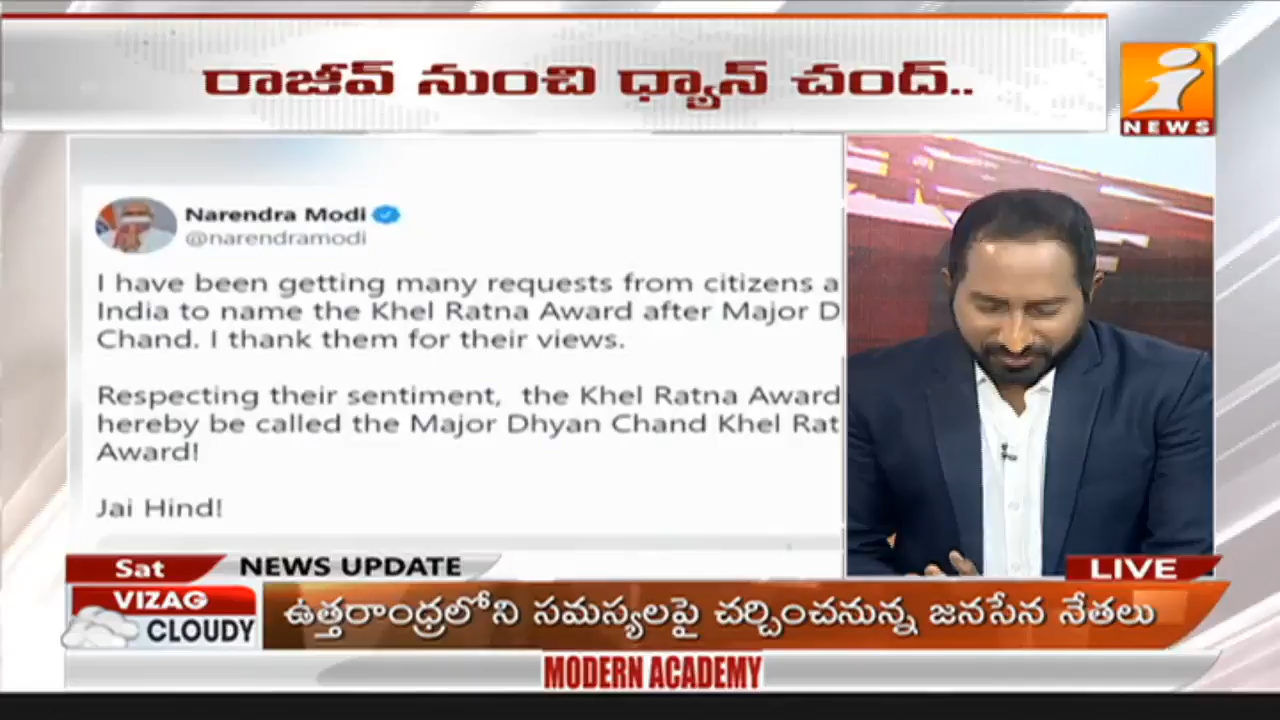 రాజీవ్ నుంచి ధ్యాన్ చంద్..
i
NEWS
Narendra Modi
@narendramodi
I have been getting many requests from citizens a
India to name the Khel Ratna Award after Major D
Chand. I thank them for their views.
Respecting their sentiment, the Khel Ratna Award
hereby be called the Major Dhyan Chand Khel Rat
Award!
Jai Hind!
Sat
NEWS UPDATE
LIVE
VIZAG
CLOUDY
ఉత్తరాంధ్రలోని సమస్యలపై చర్చించనున్న జనసేన నేతలు
MODERN ACADEMY